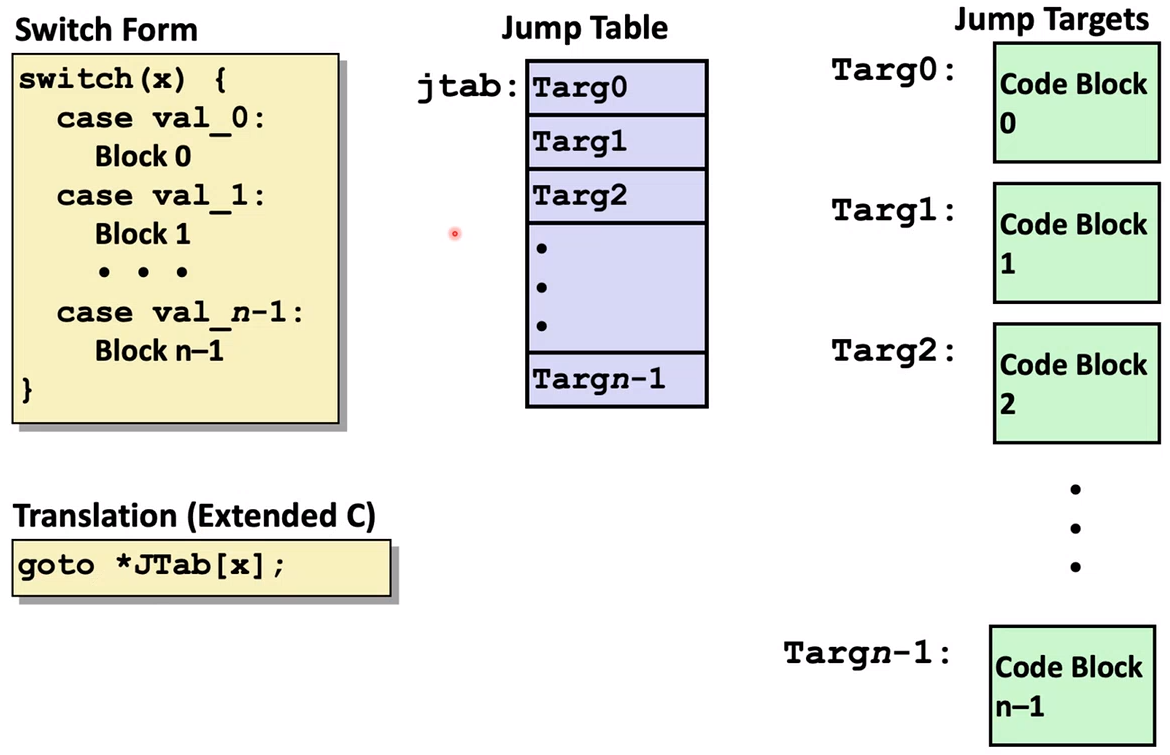 Switch Form
switch(x) {
case val_0:
Block 0
case val_1:
Block 1
• • •
case val_n-1:
Block n–1
}
Translation (Extended C)
goto *JTab[x];
Jump Table
jtab:
Targ0
Targ1
Targ2
•
•
•
Targn-1
Jump Targets
Targ0:
Code Block
0
Targ1:
Code Block
1
Targ2:
Code Block
2
•
•
•
Targn-1:
Code Block
n–1